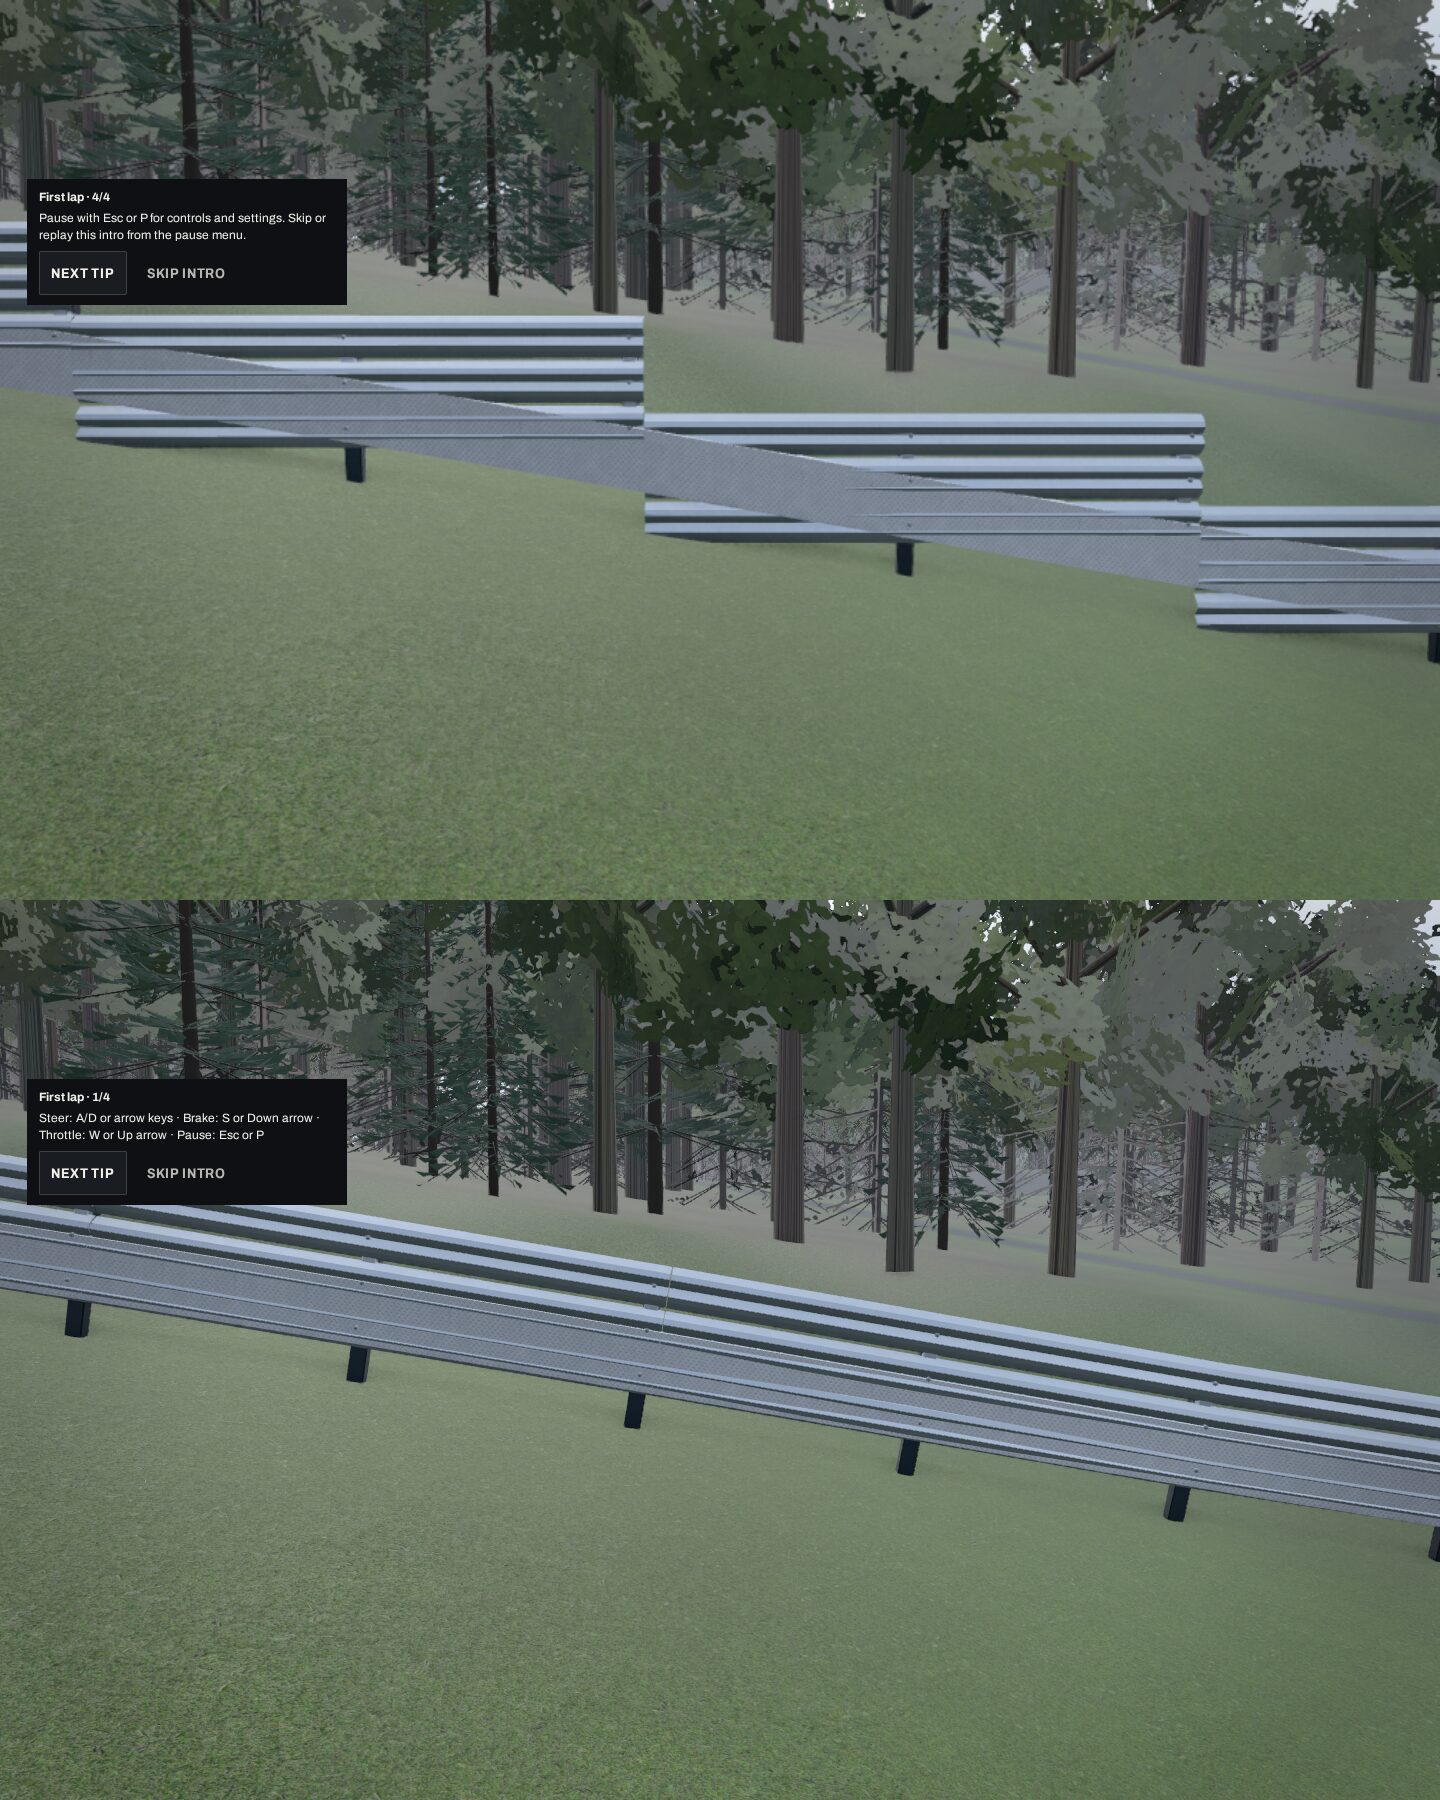 First lap · 4/4
Pause with Esc or P for controls and settings. Skip or
replay this intro from the pause menu.
NEXT TIP SKIP INTRO
First lap · 1/4
Steer: A/D or arrow keys · Brake: S or Down arrow ·
Throttle: W or Up arrow · Pause: Esc or P
NEXT TIP SKIP INTRO